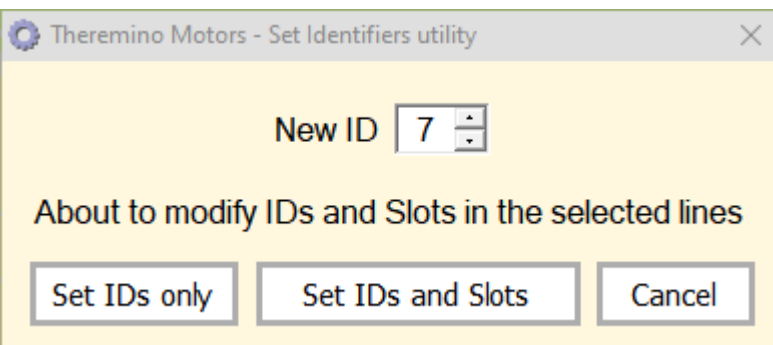 Theremino Motors - Set Identifiers utility
New ID 7
About to modify IDs and Slots in the selected lines
Set IDs only Set IDs and Slots Cancel